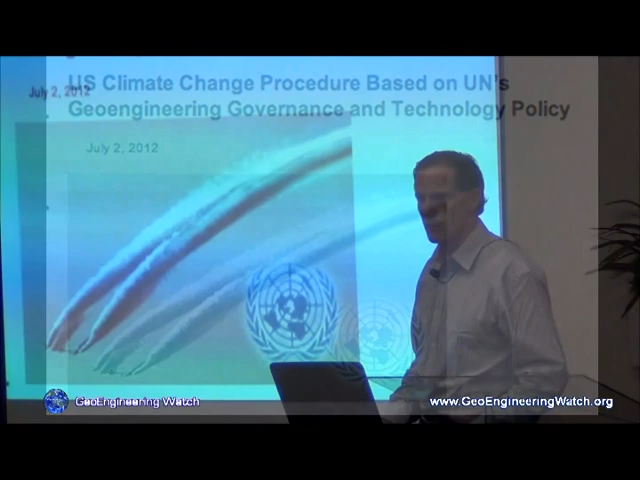 US Climate Change Procedure Based on UN's
July 2, 2012
Geoengineering Governance and Technology Policy
July 2, 2012
GeoEngineering Watch
www.GeoEngineeringWatch.org